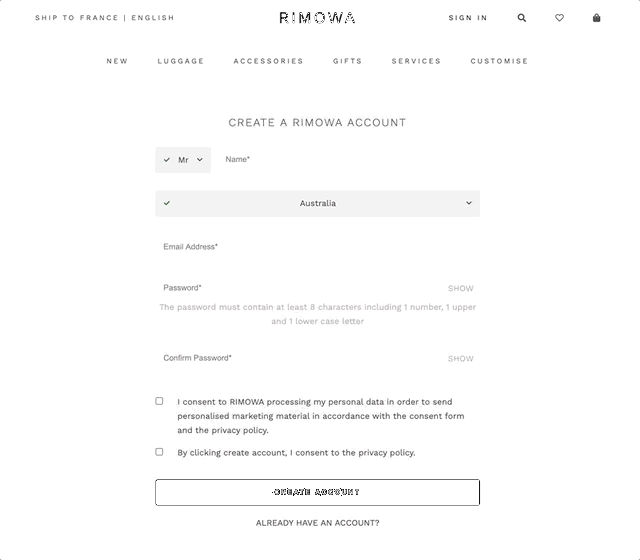 SHIP TO FRANCE | ENGLISH
RIMOWA
SIGN IN
NEW LUGGAGE ACCESSORIES GIFTS SERVICES CUSTOMISE
CREATE A RIMOWA ACCOUNT
Mr Name*
Australia
Email Address*
Password* SHOW
The password must contain at least 8 characters including 1 number, 1 upper
and 1 lower case letter
Confirm Password* SHOW
I consent to RIMOWA processing my personal data in order to send
personalised marketing material in accordance with the consent form
and the privacy policy.
By clicking create account, I consent to the privacy policy.
CREATE ACCOUNT
ALREADY HAVE AN ACCOUNT?